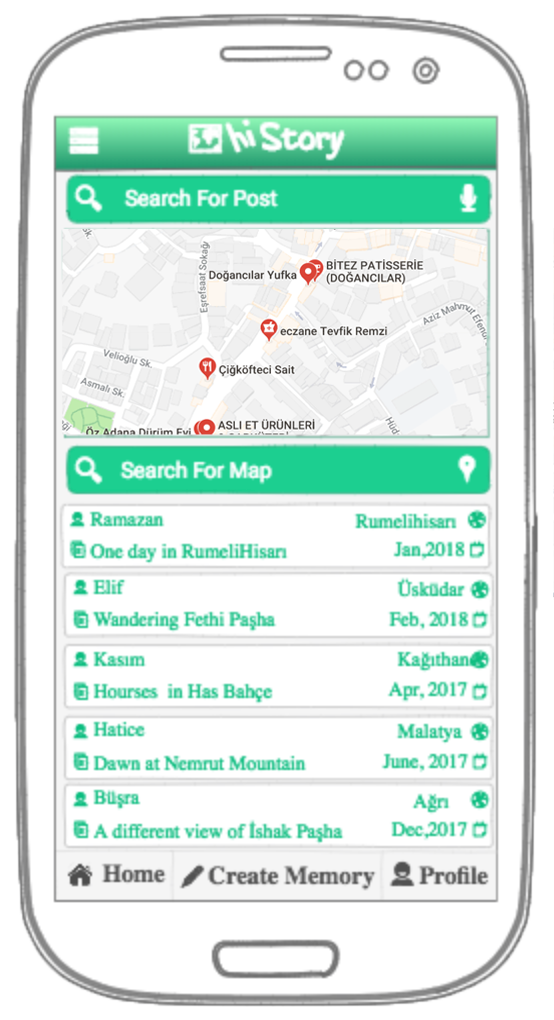 hi Story
Search For Post
Eşrefsaat Sokağı
Doğancılar Yufka
BİTEZ PATİSSERİE
(DOĞANCILAR)
Aziz Mahmut Efendi
eczane Tevfik Remzi
Velioğlu Sk.
Çiğköfteci Sait
Asmalı Sk.
Öz Adana Dürüm Evi
ASLI ET ÜRÜNLERİ
Search For Map
Ramazan Rumelihisarı
One day in RumeliHisarı Jan,2018
Elif Üsküdar
Wandering Fethi Paşha Feb, 2018
Kasım Kağıthan
Hourses in Has Bahçe Apr, 2017
Hatice Malatya
Dawn at Nemrut Mountain June, 2017
Büşra Ağrı
A different view of İshak Paşha Dec,2017
Home Create Memory Profile